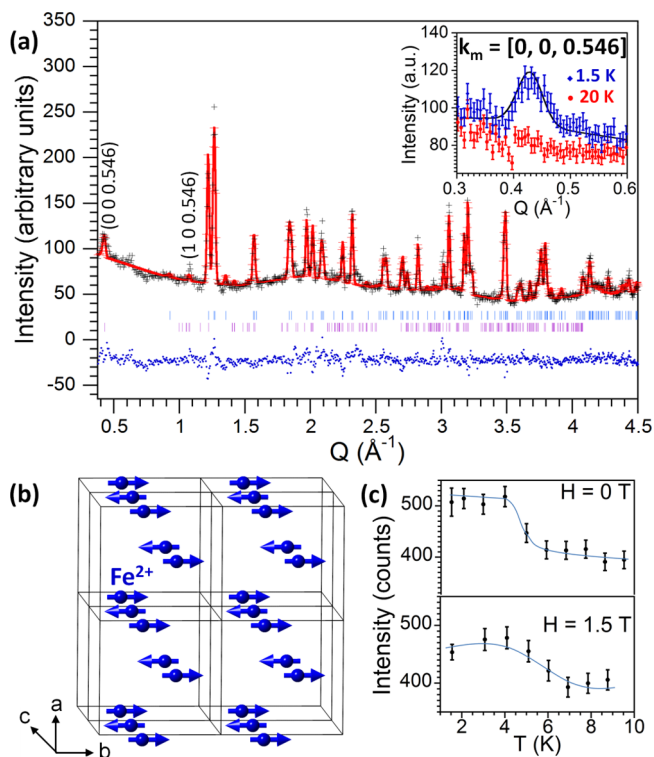 (a)
Intensity (arbitrary units)
350
300
250
200
150
100
50
0
-50
(0 0 0.546)
(1 0 0.546)
0.5 1 1.5 2 2.5 3 3.5 4 4.5
Q (Å⁻¹)
kₘ = [0, 0, 0.546]
Intensity (a.u.)
140
120
100
80
1.5 K
20 K
0.3 0.4 0.5 0.6
Q (Å⁻¹)
(b)
Fe²⁺
a
b
c
(c)
Intensity (counts)
500
400
H = 0 T
500
400
H = 1.5 T
2 4 6 8 10
T (K)